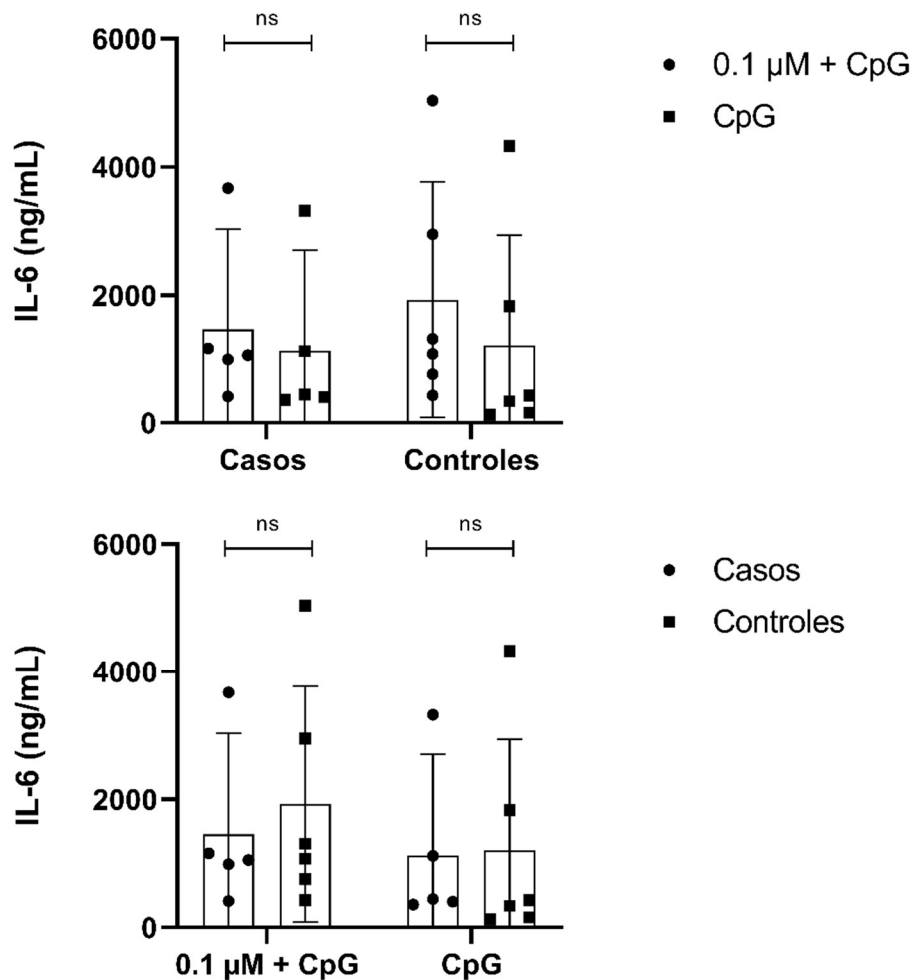 ns ns
6000
4000
2000
0
IL-6 (ng/mL)
Casos Controles
0.1 µM + CpG
CpG
ns ns
6000
4000
2000
0
IL-6 (ng/mL)
0.1 µM + CpG CpG
Casos
Controles